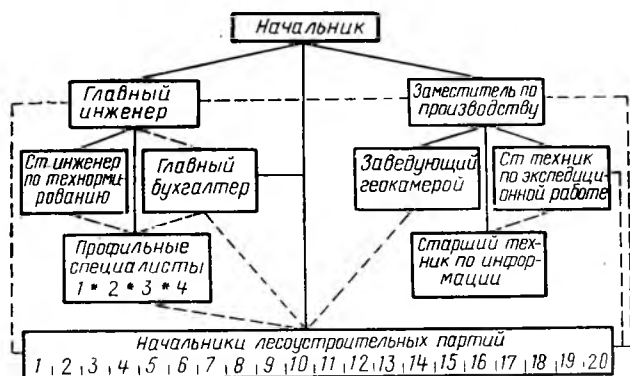 Начальник
Главный
инженер
Заместитель по
производству
Ст. инженер
по технорми-
рованию
Главный
бухгалтер
Заведующий
геокамерой
Ст техник
по экспедици-
онной работе
Профильные
специалисты
1 * 2 * 3 * 4
Старший тех-
ник по инфор-
мации
Начальники лесоустроительных партий
1 2 3 4 5 6 7 8 9 10 11 12 13 14 15 16 17 18 19 20